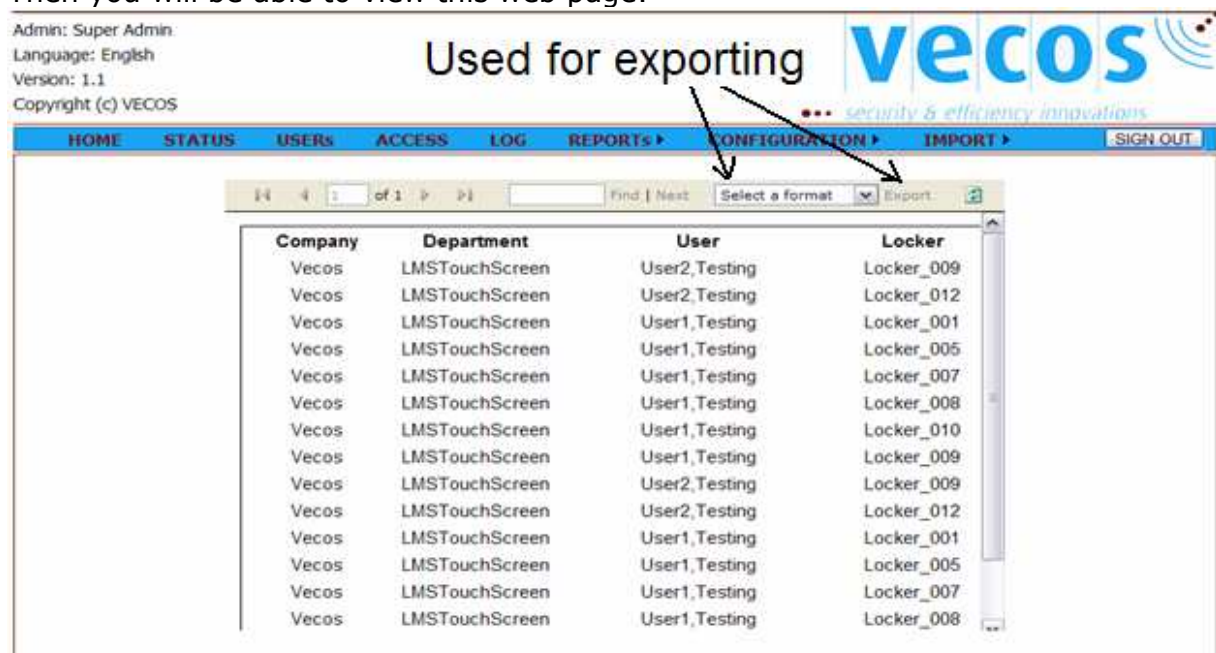 Then you will be able to view this web page.
Admin: Super Admin
Language: English
Version: 1.1
Copyright (c) VECOS
Used for exporting
vecos
security & efficiency innovations
HOME STATUS USERs ACCESS LOG REPORTs CONFIGURATION IMPORT SIGN OUT
1 of 1 Find | Next Select a format Export
Company Department User Locker
Vecos LMSTouchScreen User2,Testing Locker_009
Vecos LMSTouchScreen User2,Testing Locker_012
Vecos LMSTouchScreen User1,Testing Locker_001
Vecos LMSTouchScreen User1,Testing Locker_005
Vecos LMSTouchScreen User1,Testing Locker_007
Vecos LMSTouchScreen User1,Testing Locker_008
Vecos LMSTouchScreen User1,Testing Locker_010
Vecos LMSTouchScreen User1,Testing Locker_009
Vecos LMSTouchScreen User2,Testing Locker_009
Vecos LMSTouchScreen User2,Testing Locker_012
Vecos LMSTouchScreen User1,Testing Locker_001
Vecos LMSTouchScreen User1,Testing Locker_005
Vecos LMSTouchScreen User1,Testing Locker_007
Vecos LMSTouchScreen User1,Testing Locker_008